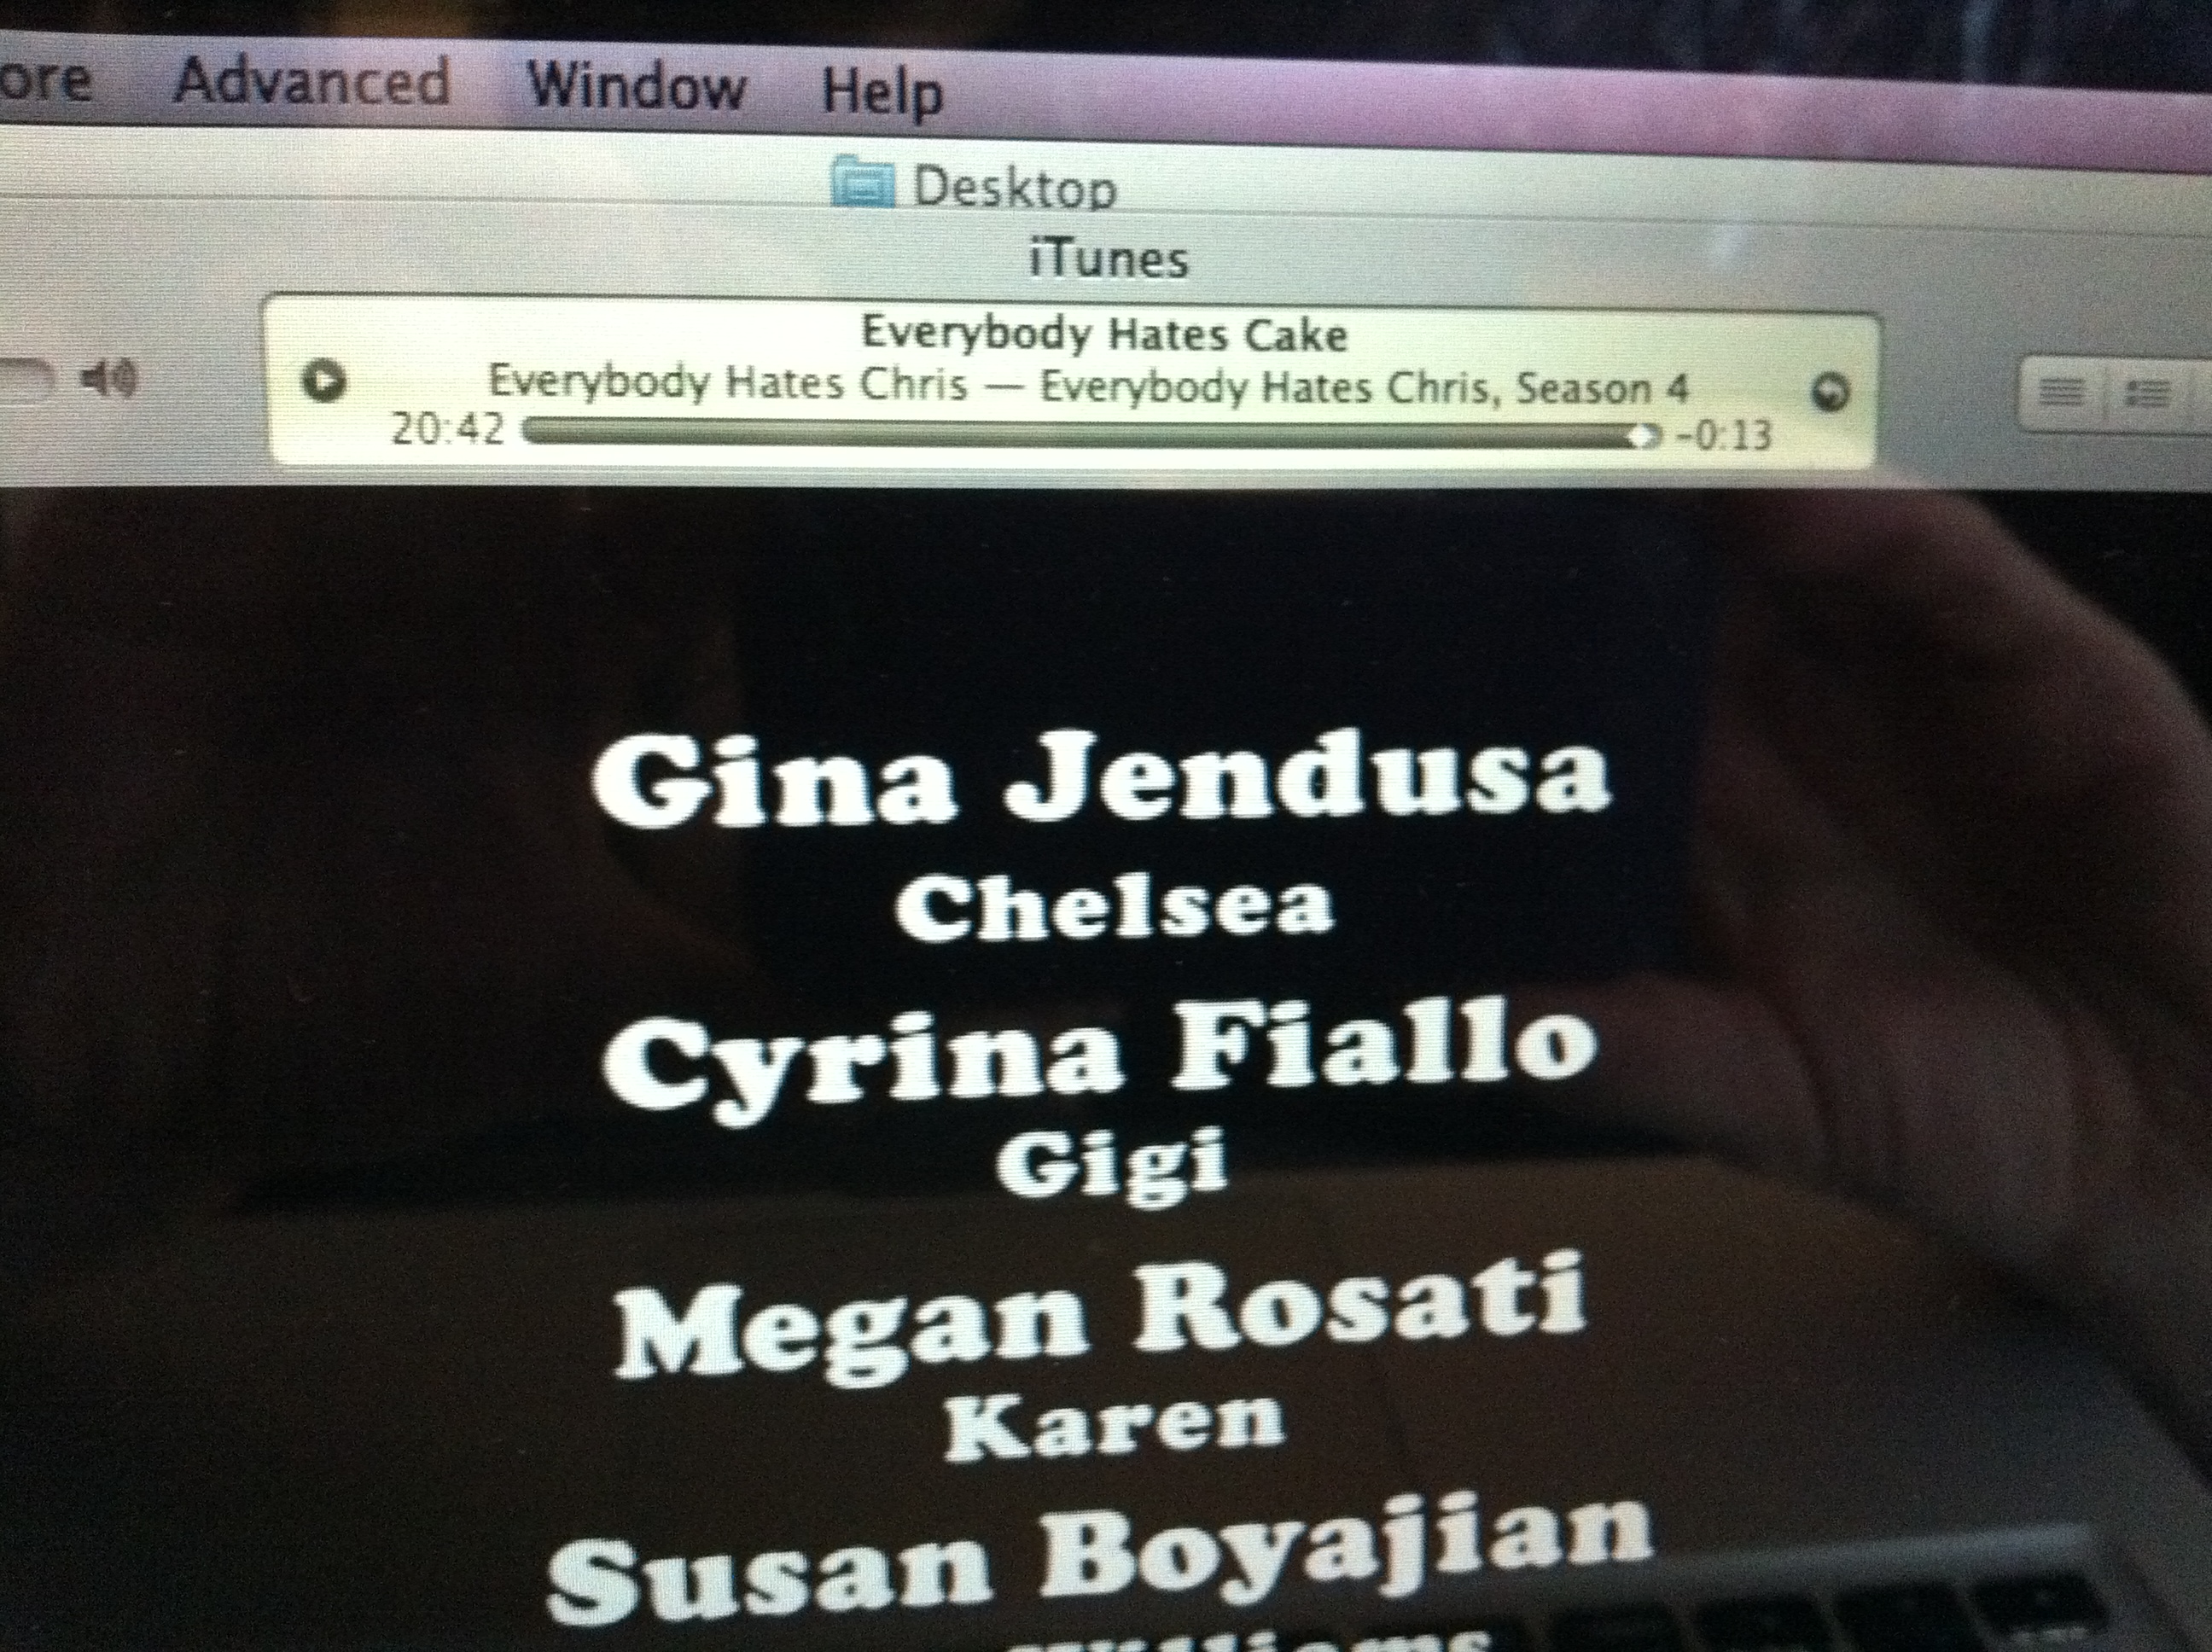 Advanced Window Help
Desktop
iTunes
Everybody Hates Cake
Everybody Hates Chris — Everybody Hates Chris, Season 4
20:42 -0:13
Gina Jendusa
Chelsea
Cyrina Fiallo
Gigi
Megan Rosati
Karen
Susan Boyajian